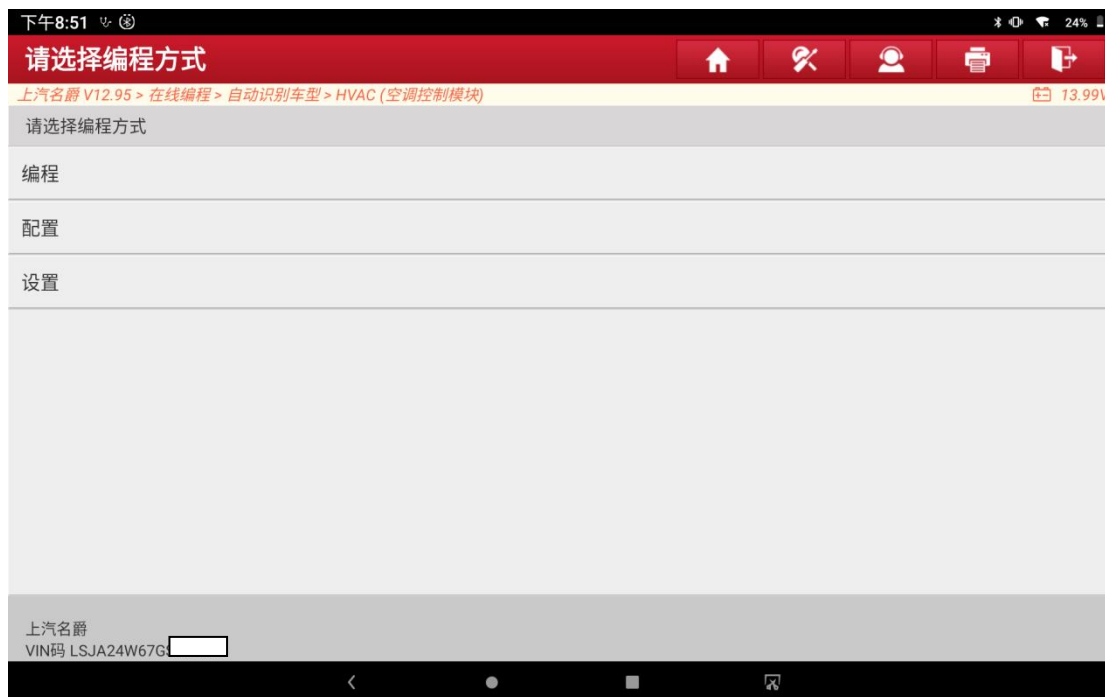 下午8:51 24%
请选择编程方式
上汽名爵 V12.95 > 在线编程 > 自动识别车型 > HVAC (空调控制模块) 13.99V
请选择编程方式
编程
配置
设置
上汽名爵
VIN码 LSJA24W67G